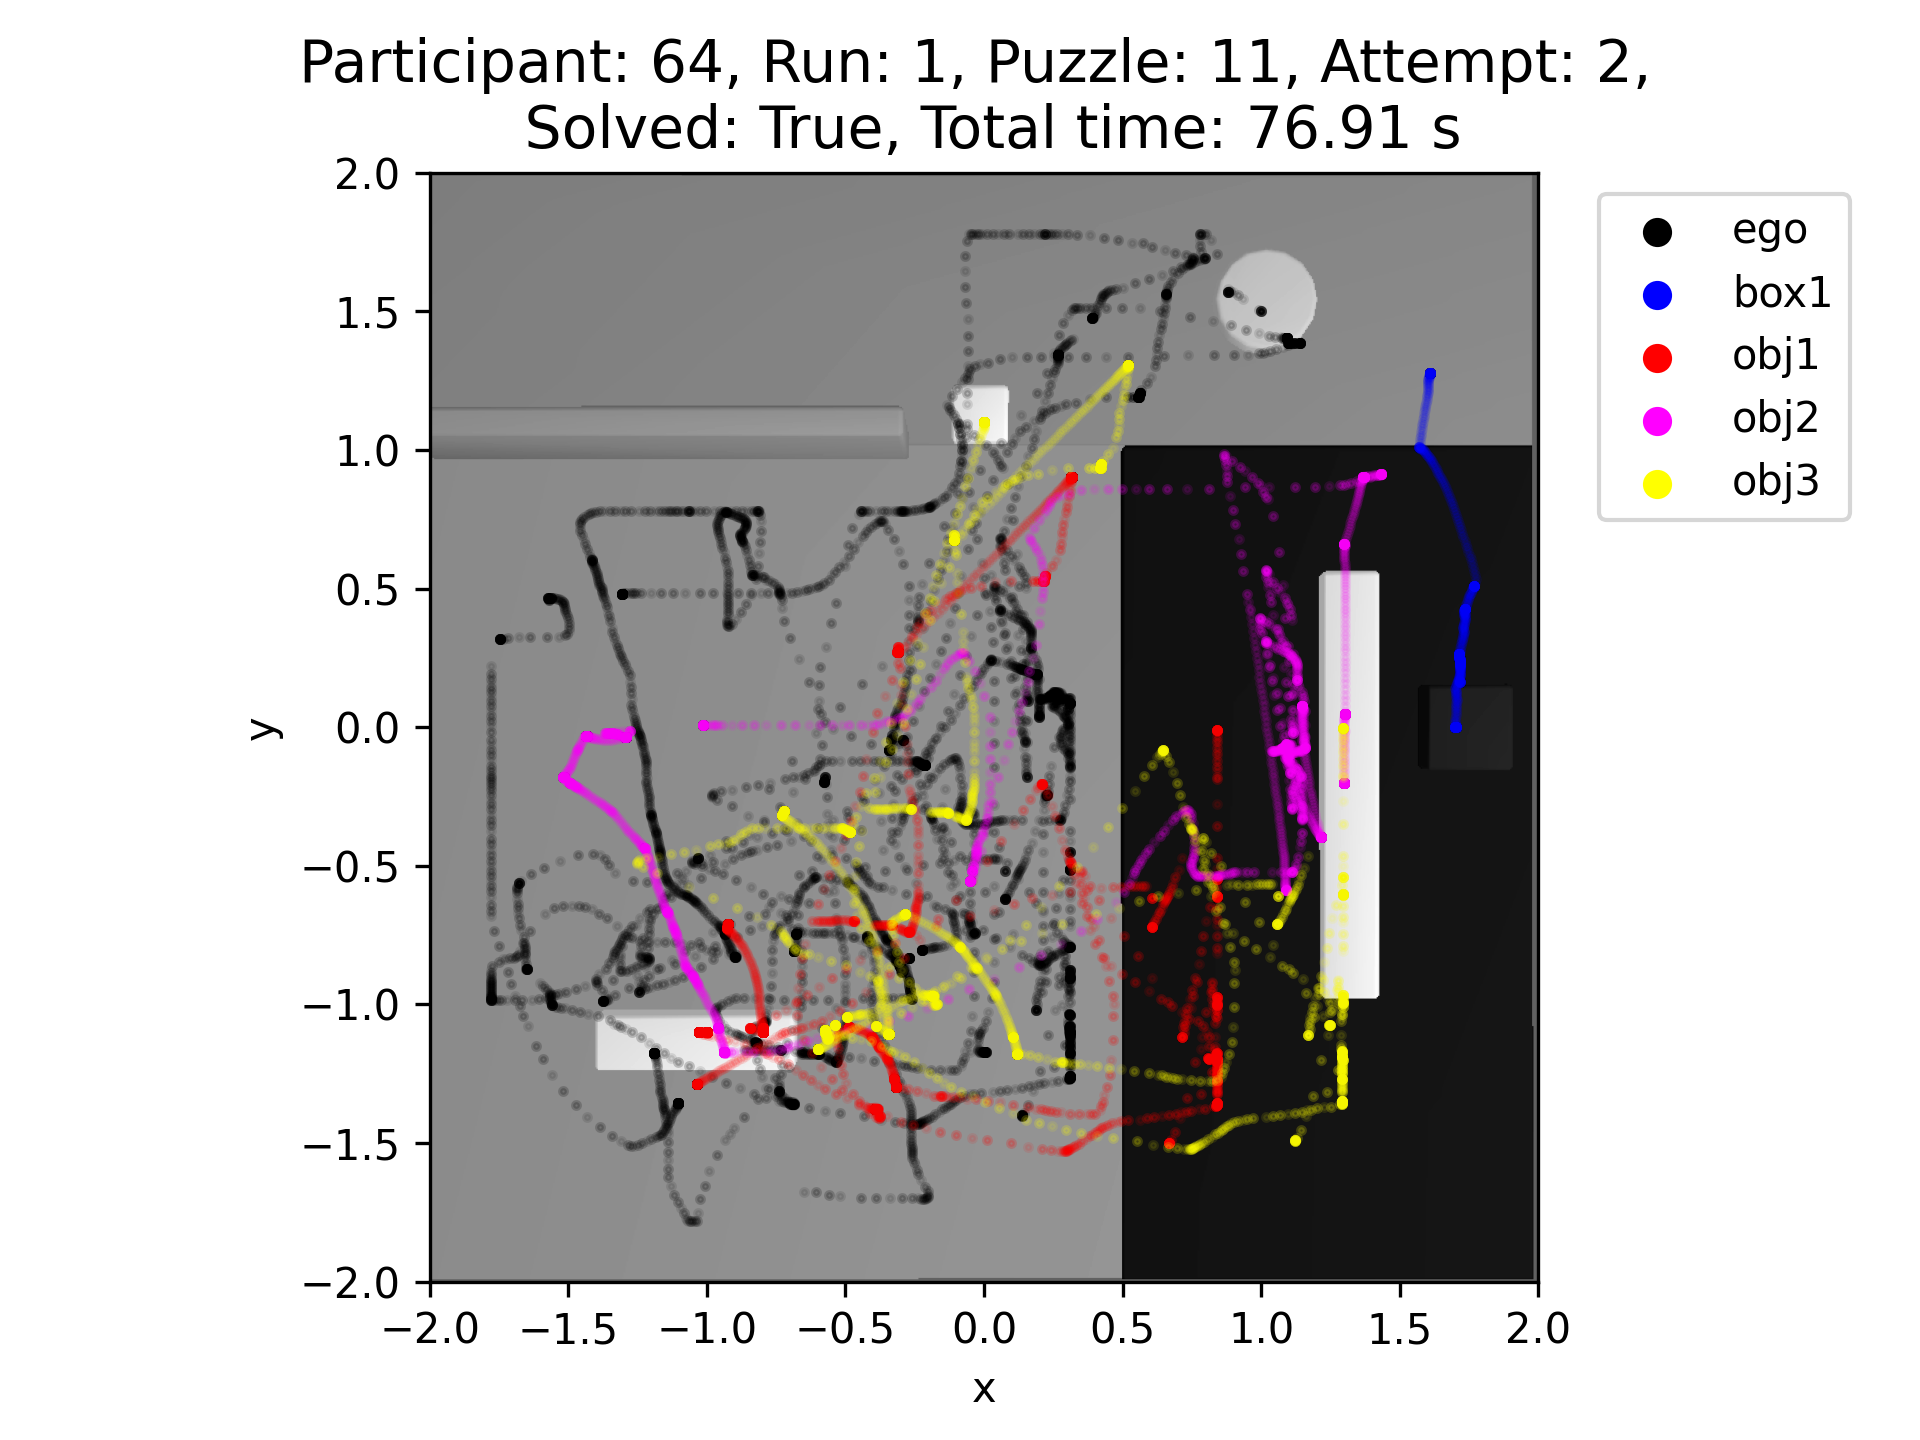 Participant: 64, Run: 1, Puzzle: 11, Attempt: 2,
Solved: True, Total time: 76.91 s
2.0
1.5
1.0
0.5
0.0
−0.5
−1.0
−1.5
−2.0
y
−2.0 −1.5 −1.0 −0.5 0.0 0.5 1.0 1.5 2.0
x
ego
box1
obj1
obj2
obj3